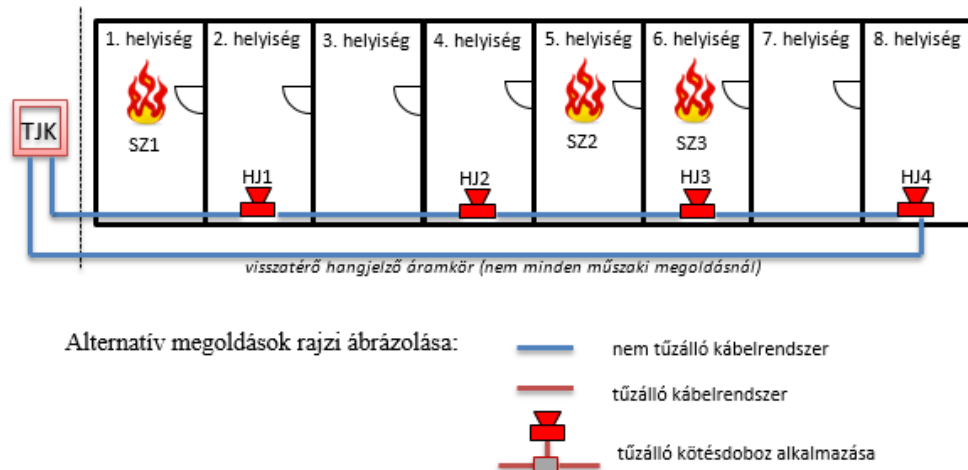 1. helyiség
2. helyiség
3. helyiség
4. helyiség
5. helyiség
6. helyiség
7. helyiség
8. helyiség
TJK
SZ1
SZ2
SZ3
HJ1
HJ2
HJ3
HJ4
visszatérő hangjelző áramkör (nem minden műszaki megoldásnál)
Alternatív megoldások rajzi ábrázolása:
nem tűzálló kábelrendszer
tűzálló kábelrendszer
tűzálló kötésdoboz alkalmazása